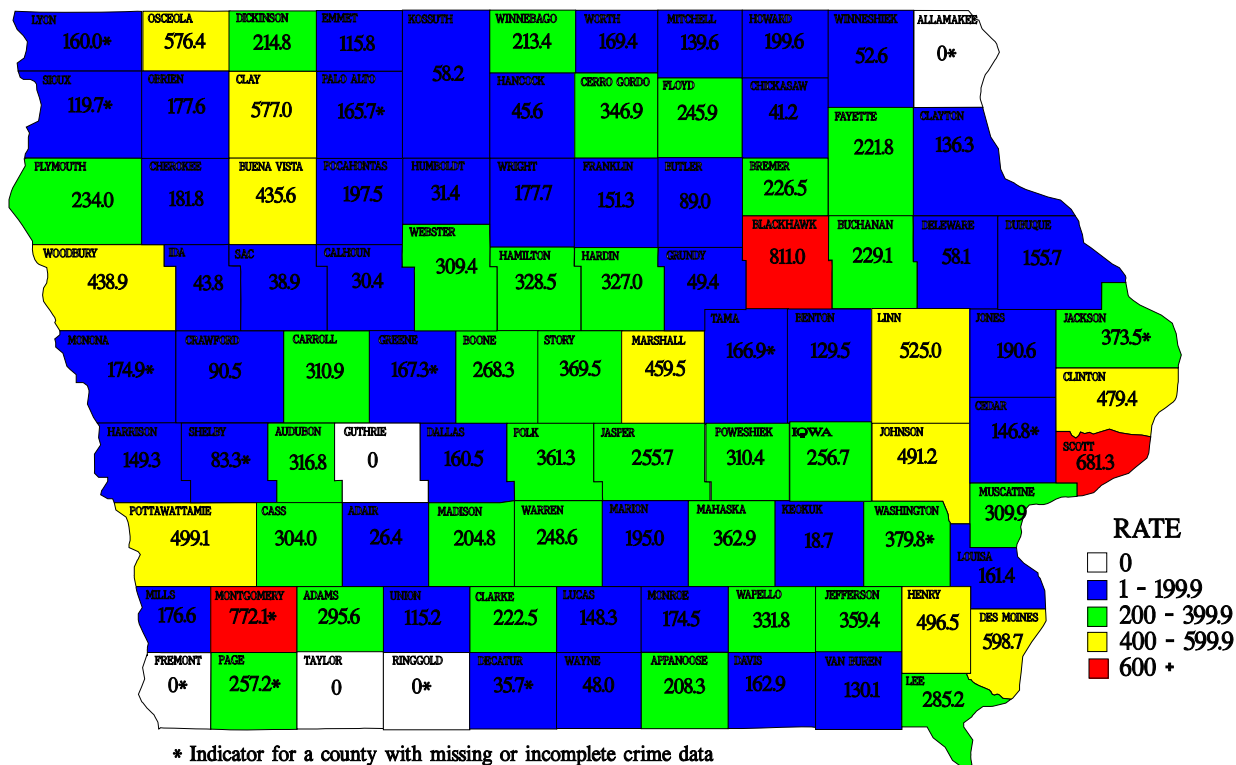 LYON
160.0*
OSCEOLA
576.4
DICKINSON
214.8
EMMET
115.8
KOSSUTH
58.2
WINNEBAGO
213.4
WORTH
169.4
MITCHELL
139.6
HOWARD
199.6
WINNESHIEK
52.6
ALLAMAKEE
0*
SIOUX
119.7*
OBRIEN
177.6
CLAY
577.0
PALO ALTO
165.7*
HANCOCK
45.6
CERRO GORDO
346.9
FLOYD
245.9
CHICKASAW
41.2
FAYETTE
221.8
CLAYTON
136.3
PLYMOUTH
234.0
CHEROKEE
181.8
BUENA VISTA
435.6
POCAHONTAS
197.5
HUMBOLDT
31.4
WRIGHT
177.7
FRANKLIN
151.3
BUTLER
89.0
BREMER
226.5
WOODBURY
438.9
IDA
43.8
SAC
38.9
CALHOUN
30.4
WEBSTER
309.4
HAMILTON
328.5
HARDIN
327.0
GRUNDY
49.4
BLACKHAWK
811.0
BUCHANAN
229.1
DELEWARE
58.1
DUBUQUE
155.7
MONONA
174.9*
CRAWFORD
90.5
CARROLL
310.9
GREENE
167.3*
BOONE
268.3
STORY
369.5
MARSHALL
459.5
TAMA
166.9*
BENTON
129.5
LINN
525.0
JONES
190.6
JACKSON
373.5*
CLINTON
479.4
CEDAR
146.8*
SCOTT
681.3
HARRISON
149.3
SHELBY
83.3*
AUDUBON
316.8
GUTHRIE
0
DALLAS
160.5
POLK
361.3
JASPER
255.7
POWESHIEK
310.4
IOWA
256.7
JOHNSON
491.2
MUSCATINE
309.9
POTTAWATTAMIE
499.1
CASS
304.0
ADAIR
26.4
MADISON
204.8
WARREN
248.6
MARION
195.0
MAHASKA
362.9
KEOKUK
18.7
WASHINGTON
379.8*
LOUISA
161.4
MILLS
176.6
MONTGOMERY
772.1*
ADAMS
295.6
UNION
115.2
CLARKE
222.5
LUCAS
148.3
MONROE
174.5
WAPELLO
331.8
JEFFERSON
359.4
HENRY
496.5
DES MOINES
598.7
FREMONT
0*
PAGE
257.2*
TAYLOR
0
RINGGOLD
0*
DECATUR
35.7*
WAYNE
48.0
APPANOOSE
208.3
DAVIS
162.9
VAN BUREN
130.1
LEE
285.2
RATE
0
1 - 199.9
200 - 399.9
400 - 599.9
600 +
* Indicator for a county with missing or incomplete crime data